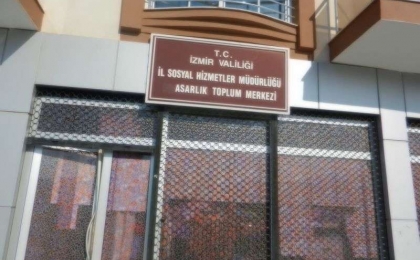 T.C.
İZMİR VALİLİĞİ
İL SOSYAL HİZMETLER MÜDÜRLÜĞÜ
ASARLIK TOPLUM MERKEZİ